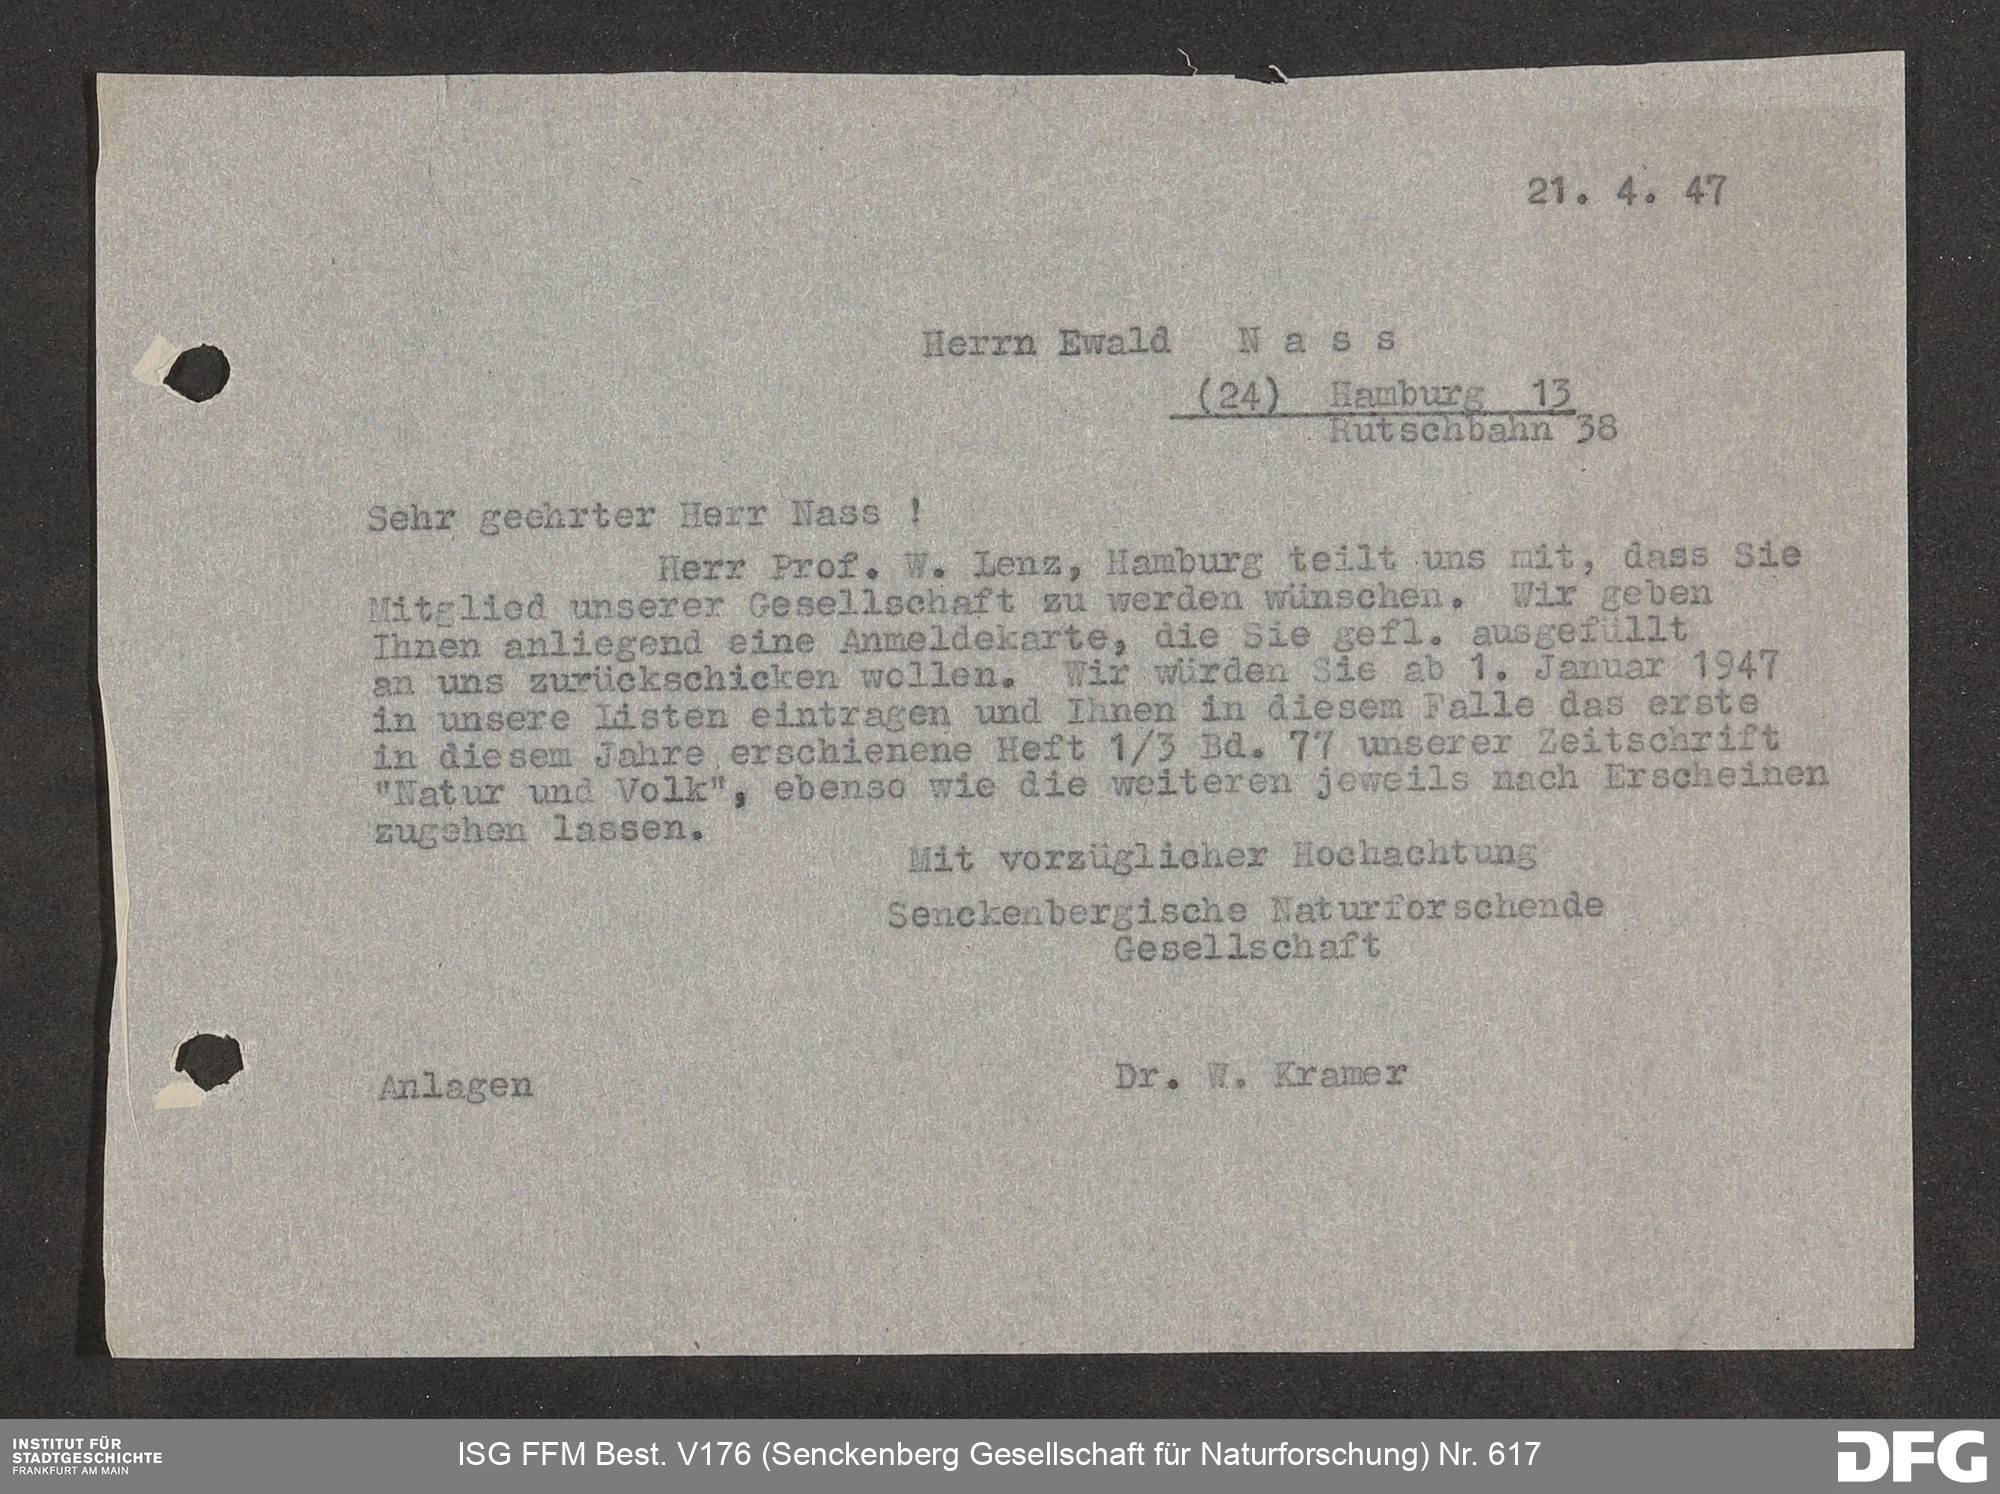 21. 4. 47
Herrn Ewald N a s s
(24) Hamburg 13
Rutschbahn 38
Sehr geehrter Herr Nass !
Herr Prof. W. Lenz, Hamburg teilt uns mit, dass Sie
Mitglied unserer Gesellschaft zu werden wünschen. Wir geben
Ihnen anliegend eine Anmeldekarte, die Sie gefl. ausgefüllt
an uns zurückschicken wollen. Wir würden Sie ab 1. Januar 1947
in unsere Listen eintragen und Ihnen in diesem Falle das erste
in diesem Jahre erschienene Heft 1/3 Bd. 77 unserer Zeitschrift
"Natur und Volk", ebenso wie die weiteren jeweils nach Erscheinen
zugehen lassen.
Mit vorzüglicher Hochachtung
Senckenbergische Naturforschende
Gesellschaft
Anlagen
Dr. W. Kramer
INSTITUT FÜR
STADTGESCHICHTE
FRANKFURT AM MAIN
ISG FFM Best. V176 (Senckenberg Gesellschaft für Naturforschung) Nr. 617
DFG